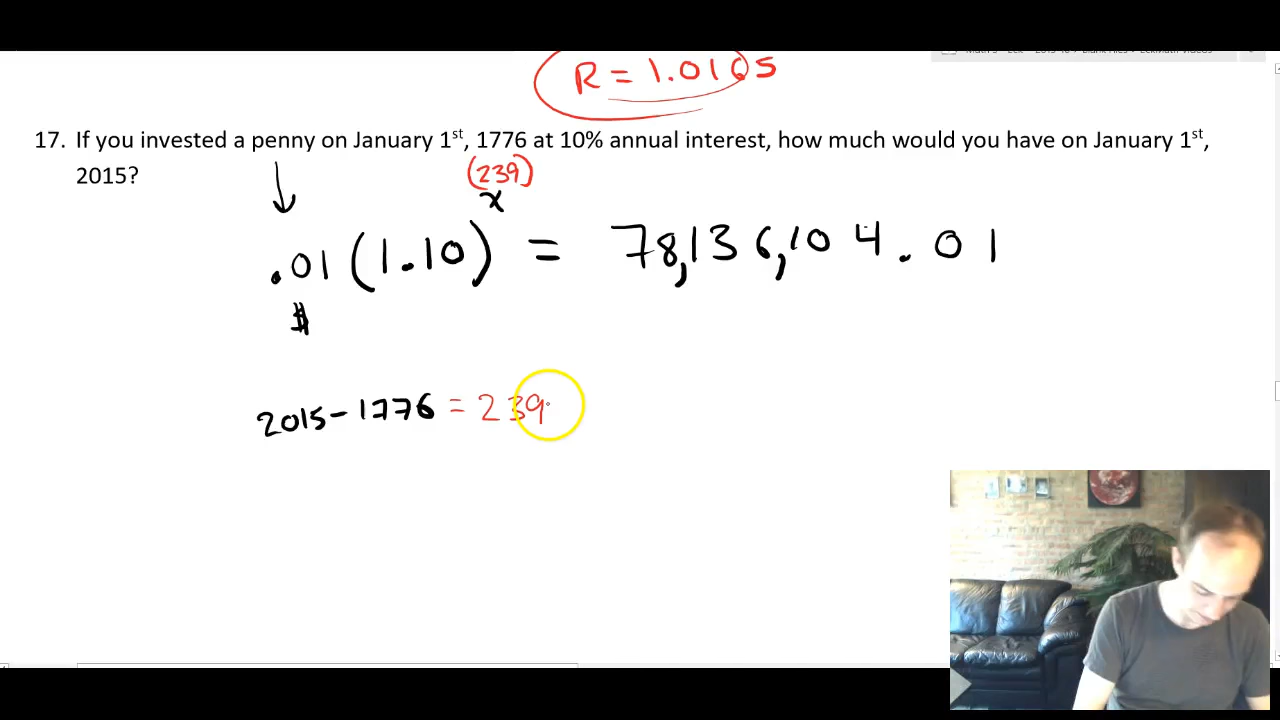 R = 1.0165
17. If you invested a penny on January 1st, 1776 at 10% annual interest, how much would you have on January 1st,
2015?
(239)
x
.01 (1.10) = 78,136,104.01
$
2015 - 1776 = 239